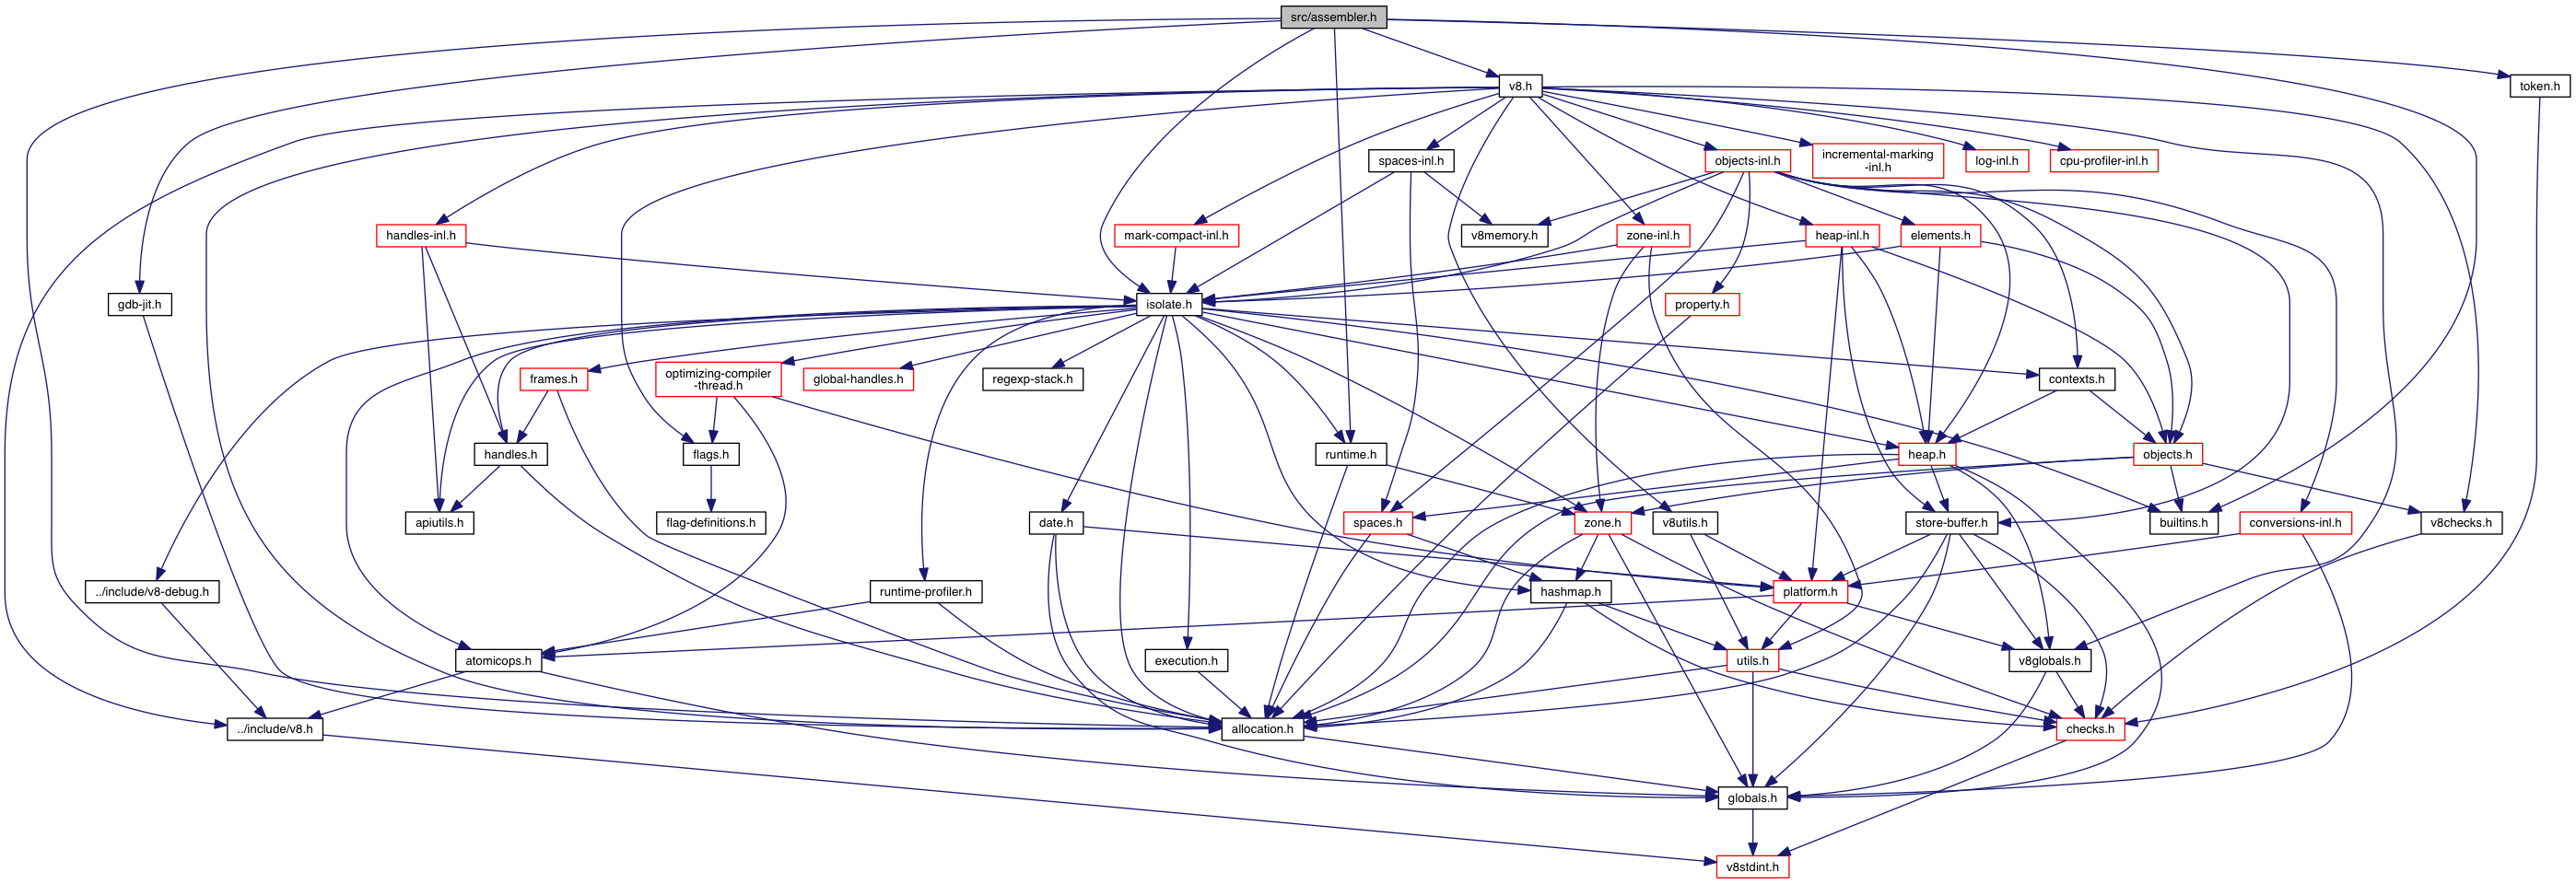 src/assembler.h
v8.h
token.h
spaces-inl.h
objects-inl.h
incremental-marking
-inl.h
log-inl.h
cpu-profiler-inl.h
handles-inl.h
mark-compact-inl.h
v8memory.h
zone-inl.h
heap-inl.h
elements.h
gdb-jit.h
isolate.h
property.h
frames.h
optimizing-compiler
-thread.h
global-handles.h
regexp-stack.h
contexts.h
handles.h
flags.h
runtime.h
heap.h
objects.h
apiutils.h
flag-definitions.h
date.h
spaces.h
zone.h
v8utils.h
store-buffer.h
builtins.h
conversions-inl.h
v8checks.h
../include/v8-debug.h
runtime-profiler.h
hashmap.h
platform.h
atomicops.h
execution.h
utils.h
v8globals.h
../include/v8.h
allocation.h
checks.h
globals.h
v8stdint.h